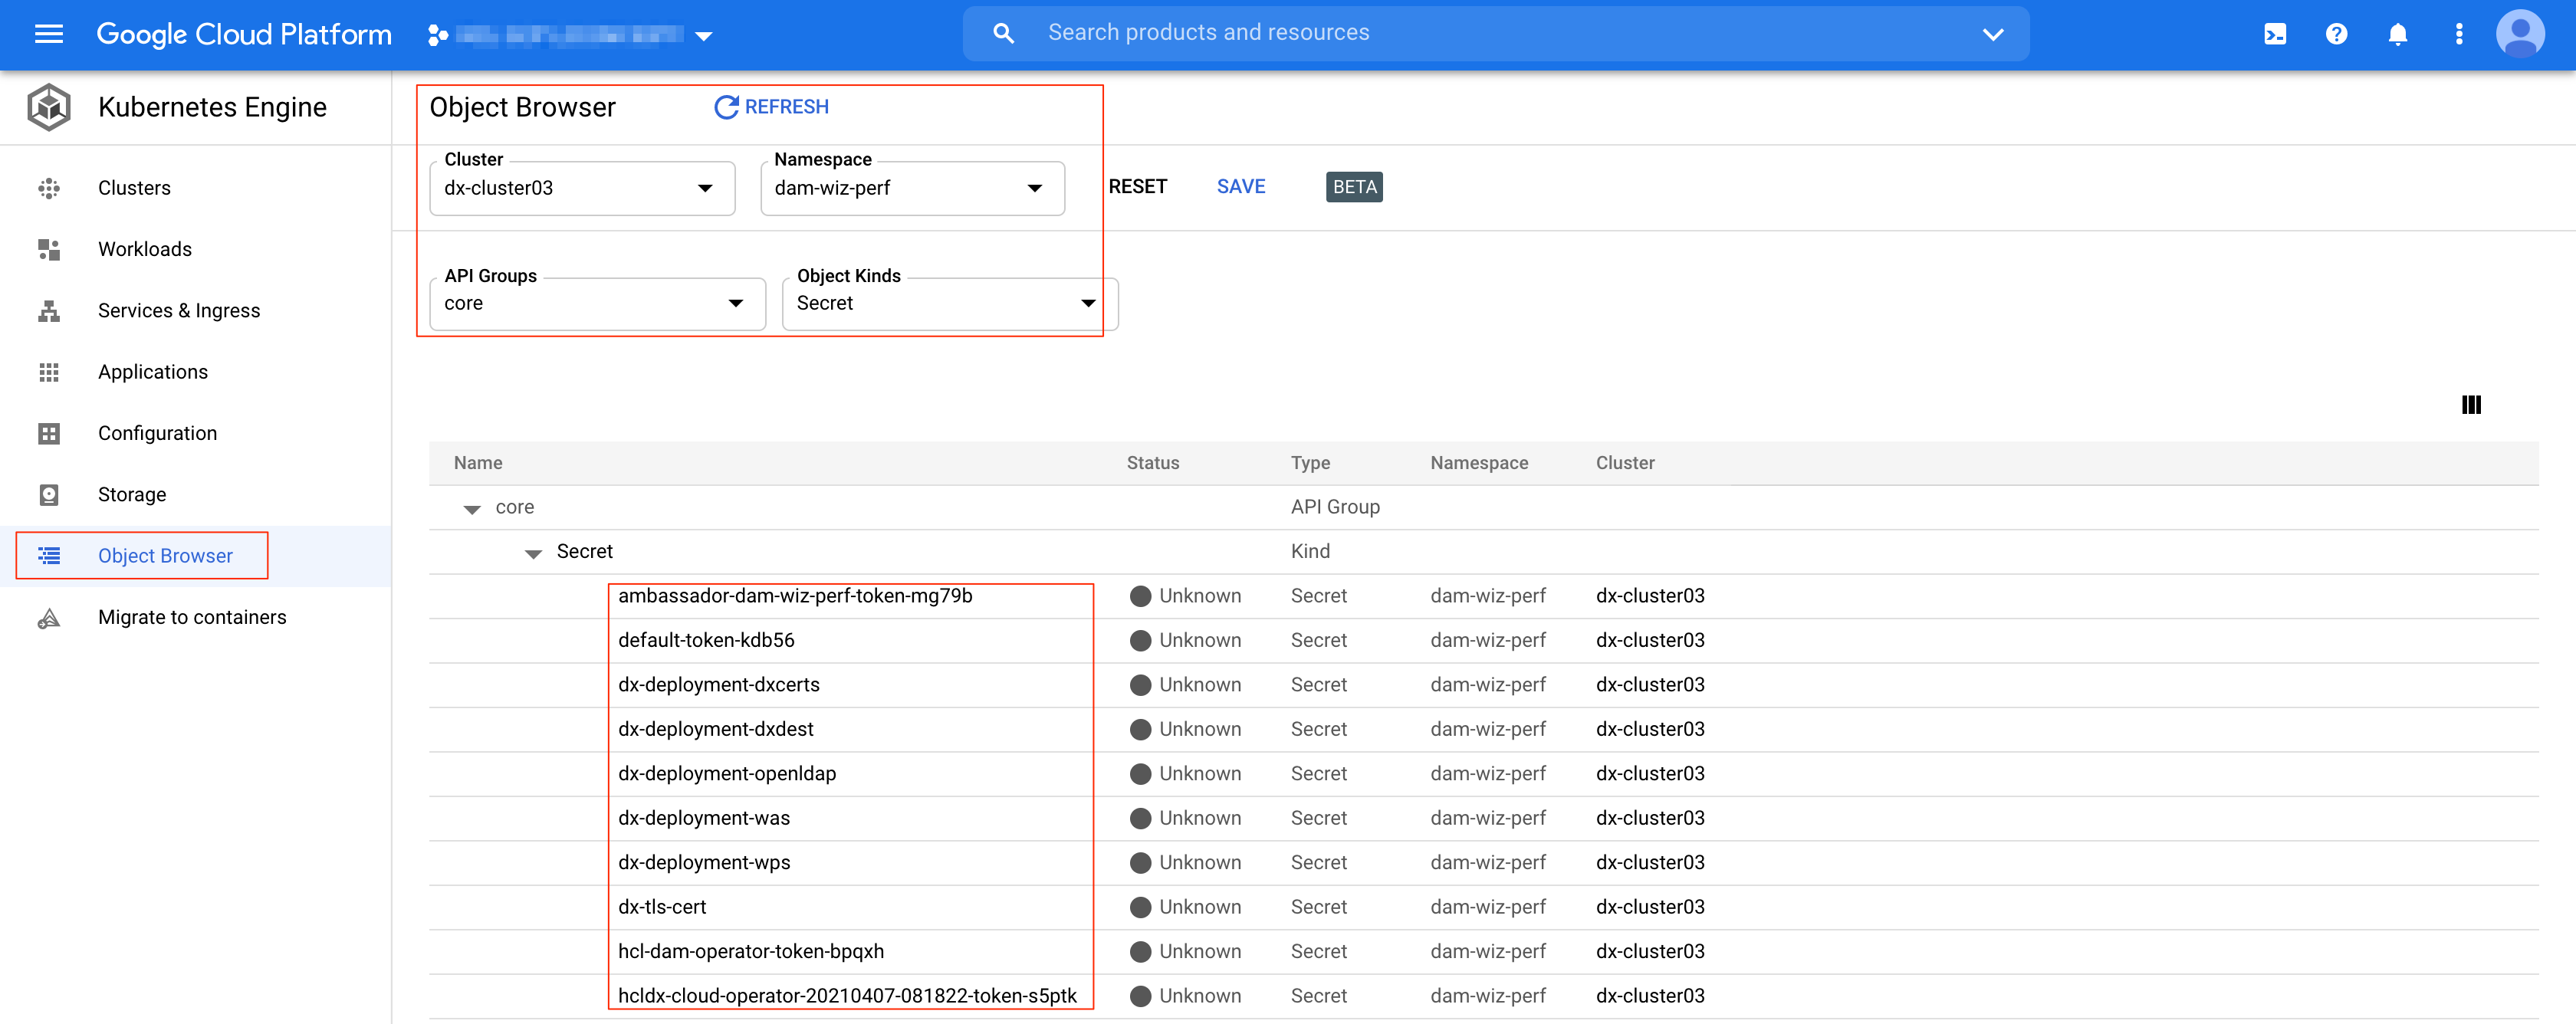 Google Cloud Platform
Search products and resources
Kubernetes Engine
Object Browser
REFRESH
Cluster
dx-cluster03
Namespace
dam-wiz-perf
RESET
SAVE
BETA
API Groups
core
Object Kinds
Secret
Clusters
Workloads
Services & Ingress
Applications
Configuration
Storage
Object Browser
Migrate to containers
Name Status Type Namespace Cluster
core API Group
Secret Kind
ambassador-dam-wiz-perf-token-mg79b Unknown Secret dam-wiz-perf dx-cluster03
default-token-kdb56 Unknown Secret dam-wiz-perf dx-cluster03
dx-deployment-dxcerts Unknown Secret dam-wiz-perf dx-cluster03
dx-deployment-dxdest Unknown Secret dam-wiz-perf dx-cluster03
dx-deployment-openldap Unknown Secret dam-wiz-perf dx-cluster03
dx-deployment-was Unknown Secret dam-wiz-perf dx-cluster03
dx-deployment-wps Unknown Secret dam-wiz-perf dx-cluster03
dx-tls-cert Unknown Secret dam-wiz-perf dx-cluster03
hcl-dam-operator-token-bpqxh Unknown Secret dam-wiz-perf dx-cluster03
hcldx-cloud-operator-20210407-081822-token-s5ptk Unknown Secret dam-wiz-perf dx-cluster03